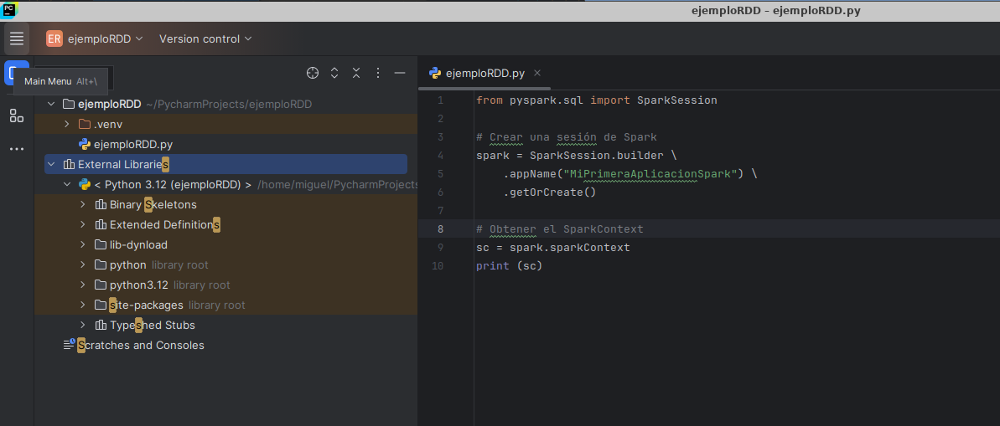 PC
ejemploRDD – ejemploRDD.py
ER ejemploRDD Version control
Main Menu Alt+\
ejemploRDD.py
ejemploRDD ~/PycharmProjects/ejemploRDD
.venv
ejemploRDD.py
External Libraries
< Python 3.12 (ejemploRDD) > /home/miguel/PycharmProjects
Binary Skeletons
Extended Definitions
lib-dynload
python library root
python3.12 library root
site-packages library root
Typeshed Stubs
Scratches and Consoles
1 from pyspark.sql import SparkSession
2
3 # Crear una sesión de Spark
4 spark = SparkSession.builder \
5 .appName("MiPrimeraAplicacionSpark") \
6 .getOrCreate()
7
8 # Obtener el SparkContext
9 sc = spark.sparkContext
10 print (sc)